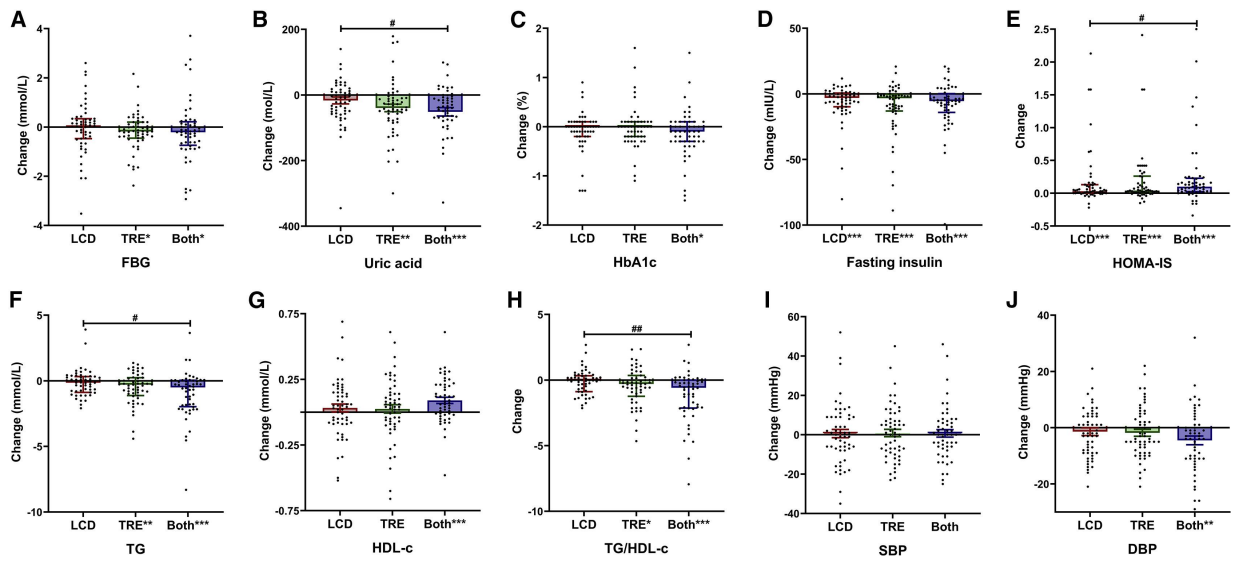 A
Change (mmol/L)
4
2
0
-2
-4
LCD TRE* Both*
FBG
B
#
Change (mmol/L)
200
0
-200
-400
LCD TRE** Both***
Uric acid
C
Change (%)
2
1
0
-1
-2
LCD TRE Both*
HbA1c
D
Change (mIU/L)
50
0
-50
-100
LCD*** TRE*** Both***
Fasting insulin
E
#
Change
2.5
2.0
1.5
1.0
0.5
0.0
-0.5
LCD*** TRE*** Both***
HOMA-IS
F
#
Change (mmol/L)
5
0
-5
-10
LCD TRE** Both***
TG
G
Change (mmol/L)
0.75
0.25
-0.25
-0.75
LCD TRE Both***
HDL-c
H
##
Change
5
0
-5
-10
LCD TRE* Both***
TG/HDL-c
I
Change (mmHg)
60
40
20
0
-20
-40
LCD TRE Both
SBP
J
Change (mmHg)
40
20
0
-20
LCD TRE Both**
DBP